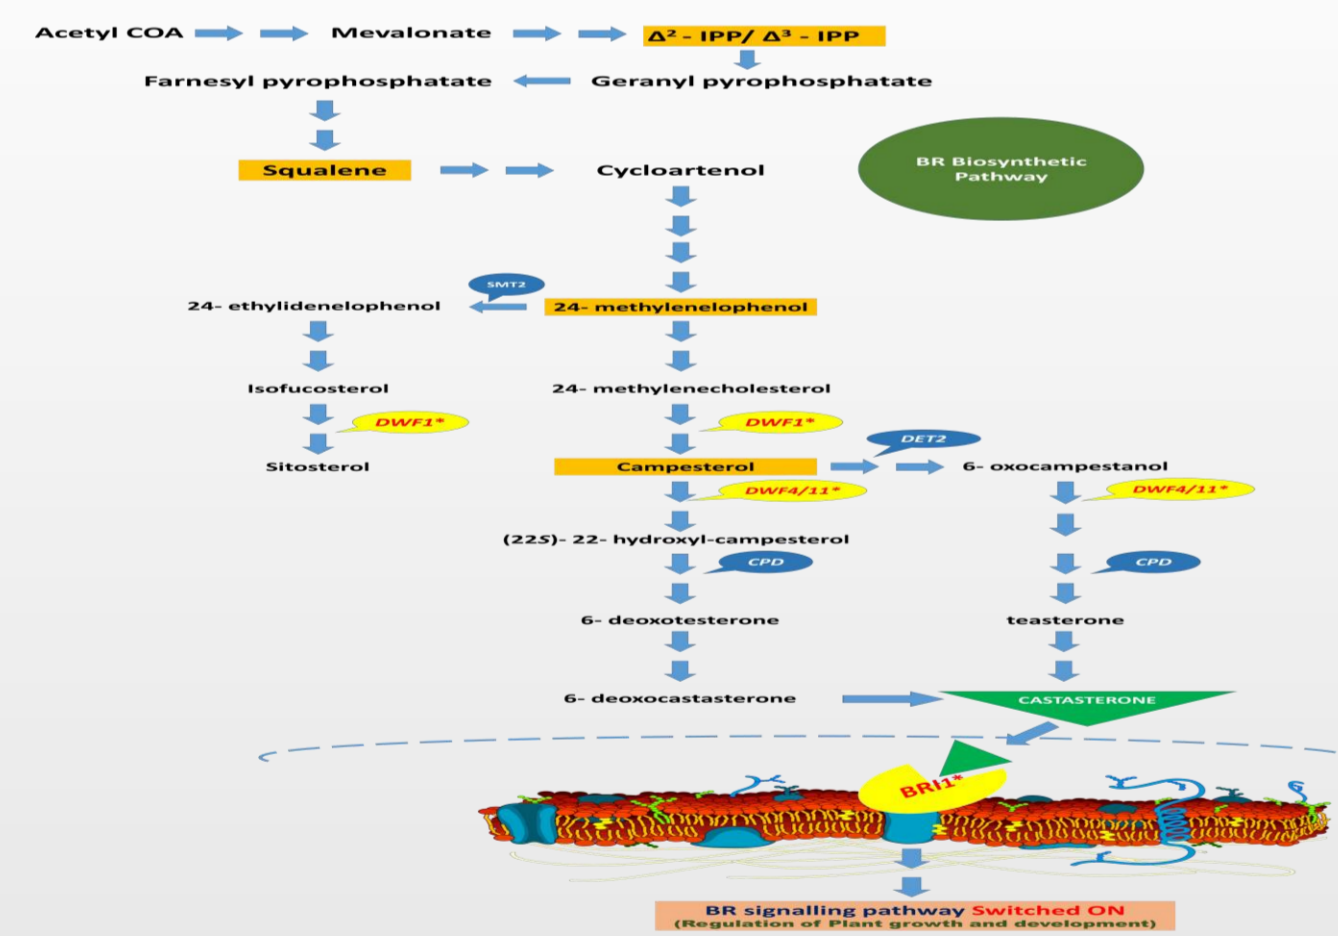 Acetyl COA Mevalonate Δ² - IPP/ Δ³ - IPP
Farnesyl pyrophosphatate Geranyl pyrophosphatate
BR Biosynthetic
Pathway
Squalene Cycloartenol
SMT2
24- ethylidenelophenol 24- methylenelophenol
Isofucosterol 24- methylenecholesterol
DWF1* DWF1*
DET2
Sitosterol Campesterol 6- oxocampestanol
DWF4/11* DWF4/11*
(22S)- 22- hydroxyl-campesterol
CPD CPD
6- deoxotesterone teasterone
6- deoxocastasterone CASTASTERONE
BRI1*
BR signalling pathway Switched ON
(Regulation of Plant growth and development)